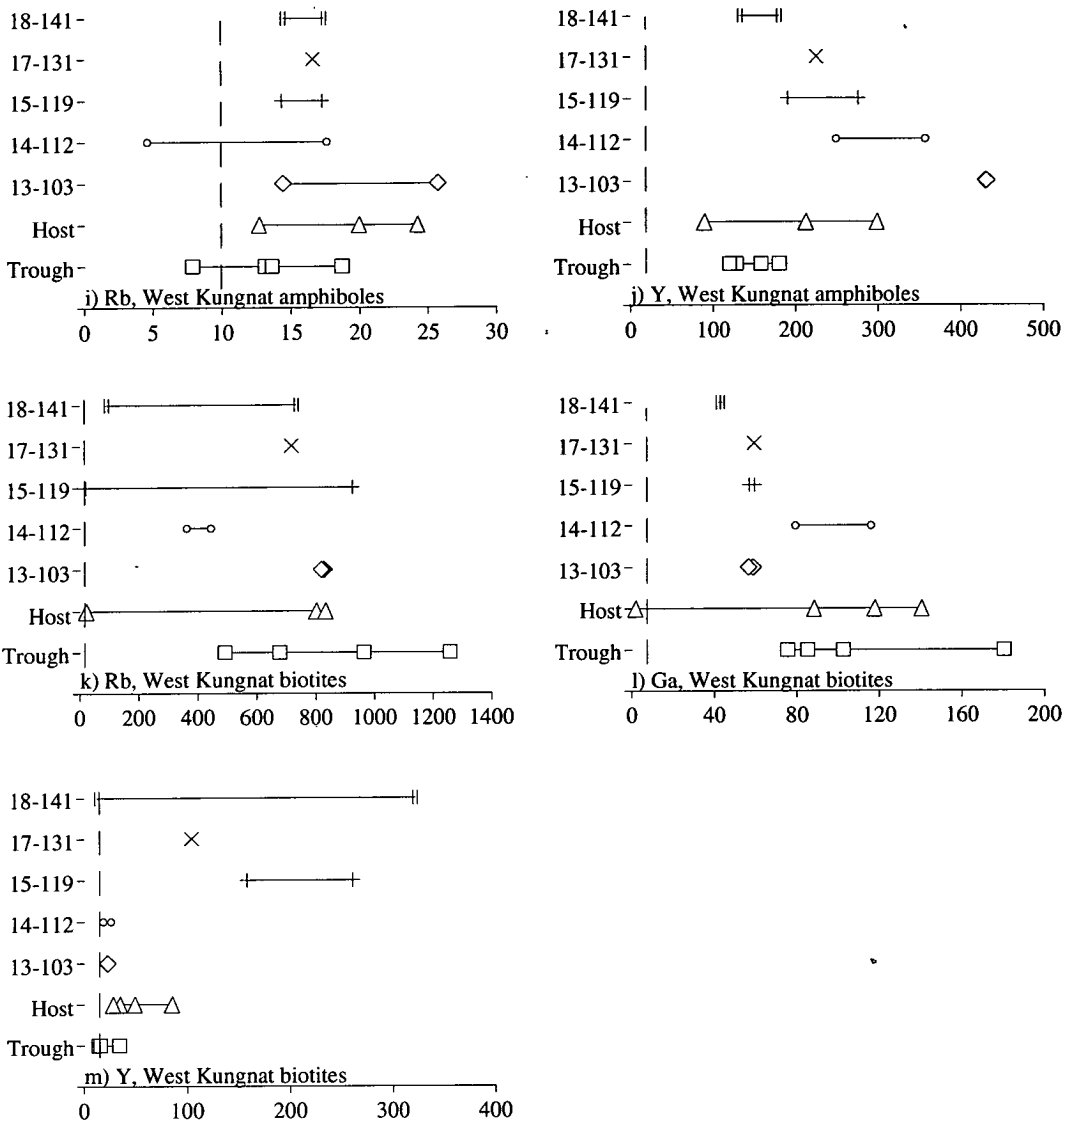 18-141
17-131
15-119
14-112
13-103
Host
Trough
i) Rb, West Kungnat amphiboles
0 5 10 15 20 25 30
18-141
17-131
15-119
14-112
13-103
Host
Trough
j) Y, West Kungnat amphiboles
0 100 200 300 400 500
18-141
17-131
15-119
14-112
13-103
Host
Trough
k) Rb, West Kungnat biotites
0 200 400 600 800 1000 1200 1400
18-141
17-131
15-119
14-112
13-103
Host
Trough
l) Ga, West Kungnat biotites
0 40 80 120 160 200
18-141
17-131
15-119
14-112
13-103
Host
Trough
m) Y, West Kungnat biotites
0 100 200 300 400